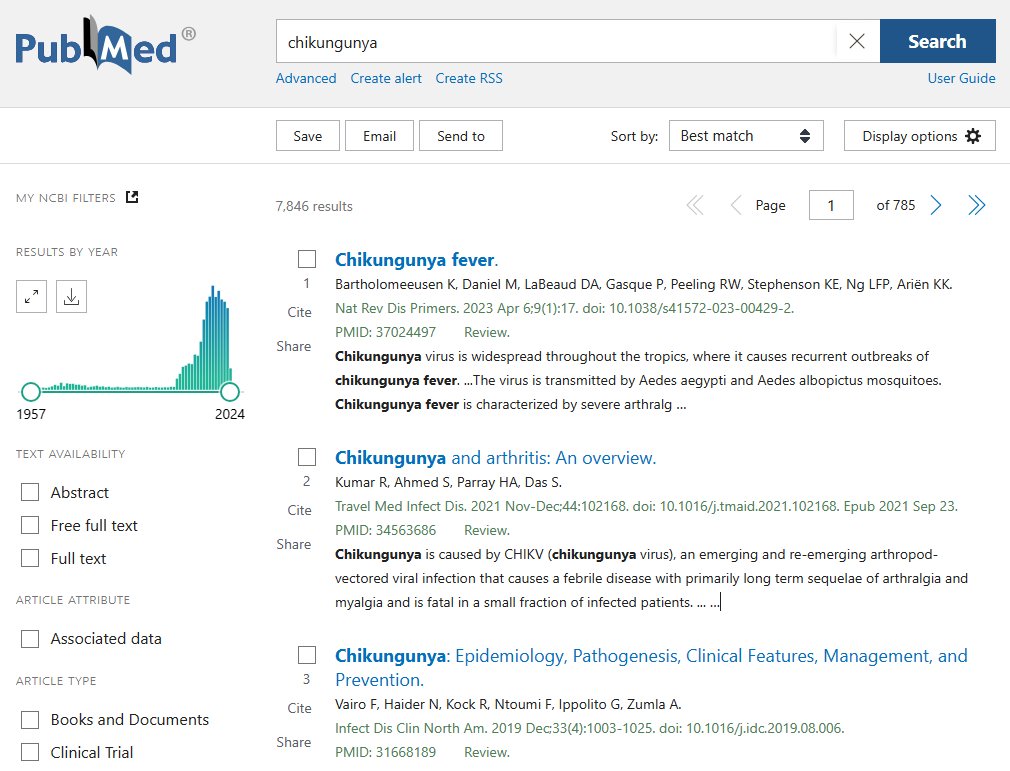 PubMed®
chikungunya
Search
Advanced Create alert Create RSS
User Guide
Save Email Send to
Sort by: Best match
Display options
MY NCBI FILTERS
7,846 results
Page 1 of 785
RESULTS BY YEAR
1957 2024
TEXT AVAILABILITY
Abstract
Free full text
Full text
ARTICLE ATTRIBUTE
Associated data
ARTICLE TYPE
Books and Documents
Clinical Trial
1
Cite
Share
Chikungunya fever.
Bartholomeeusen K, Daniel M, LaBeaud DA, Gasque P, Peeling RW, Stephenson KE, Ng LFP, Ariën KK.
Nat Rev Dis Primers. 2023 Apr 6;9(1):17. doi: 10.1038/s41572-023-00429-2.
PMID: 37024497 Review.
Chikungunya virus is widespread throughout the tropics, where it causes recurrent outbreaks of
chikungunya fever. ...The virus is transmitted by Aedes aegypti and Aedes albopictus mosquitoes.
Chikungunya fever is characterized by severe arthralg ...
2
Cite
Share
Chikungunya and arthritis: An overview.
Kumar R, Ahmed S, Parray HA, Das S.
Travel Med Infect Dis. 2021 Nov-Dec;44:102168. doi: 10.1016/j.tmaid.2021.102168. Epub 2021 Sep 23.
PMID: 34563686 Review.
Chikungunya is caused by CHIKV (chikungunya virus), an emerging and re-emerging arthropod-
vectored viral infection that causes a febrile disease with primarily long term sequelae of arthralgia and
myalgia and is fatal in a small fraction of infected patients. ... ...
3
Cite
Share
Chikungunya: Epidemiology, Pathogenesis, Clinical Features, Management, and
Prevention.
Vairo F, Haider N, Kock R, Ntoumi F, Ippolito G, Zumla A.
Infect Dis Clin North Am. 2019 Dec;33(4):1003-1025. doi: 10.1016/j.idc.2019.08.006.
PMID: 31668189 Review.